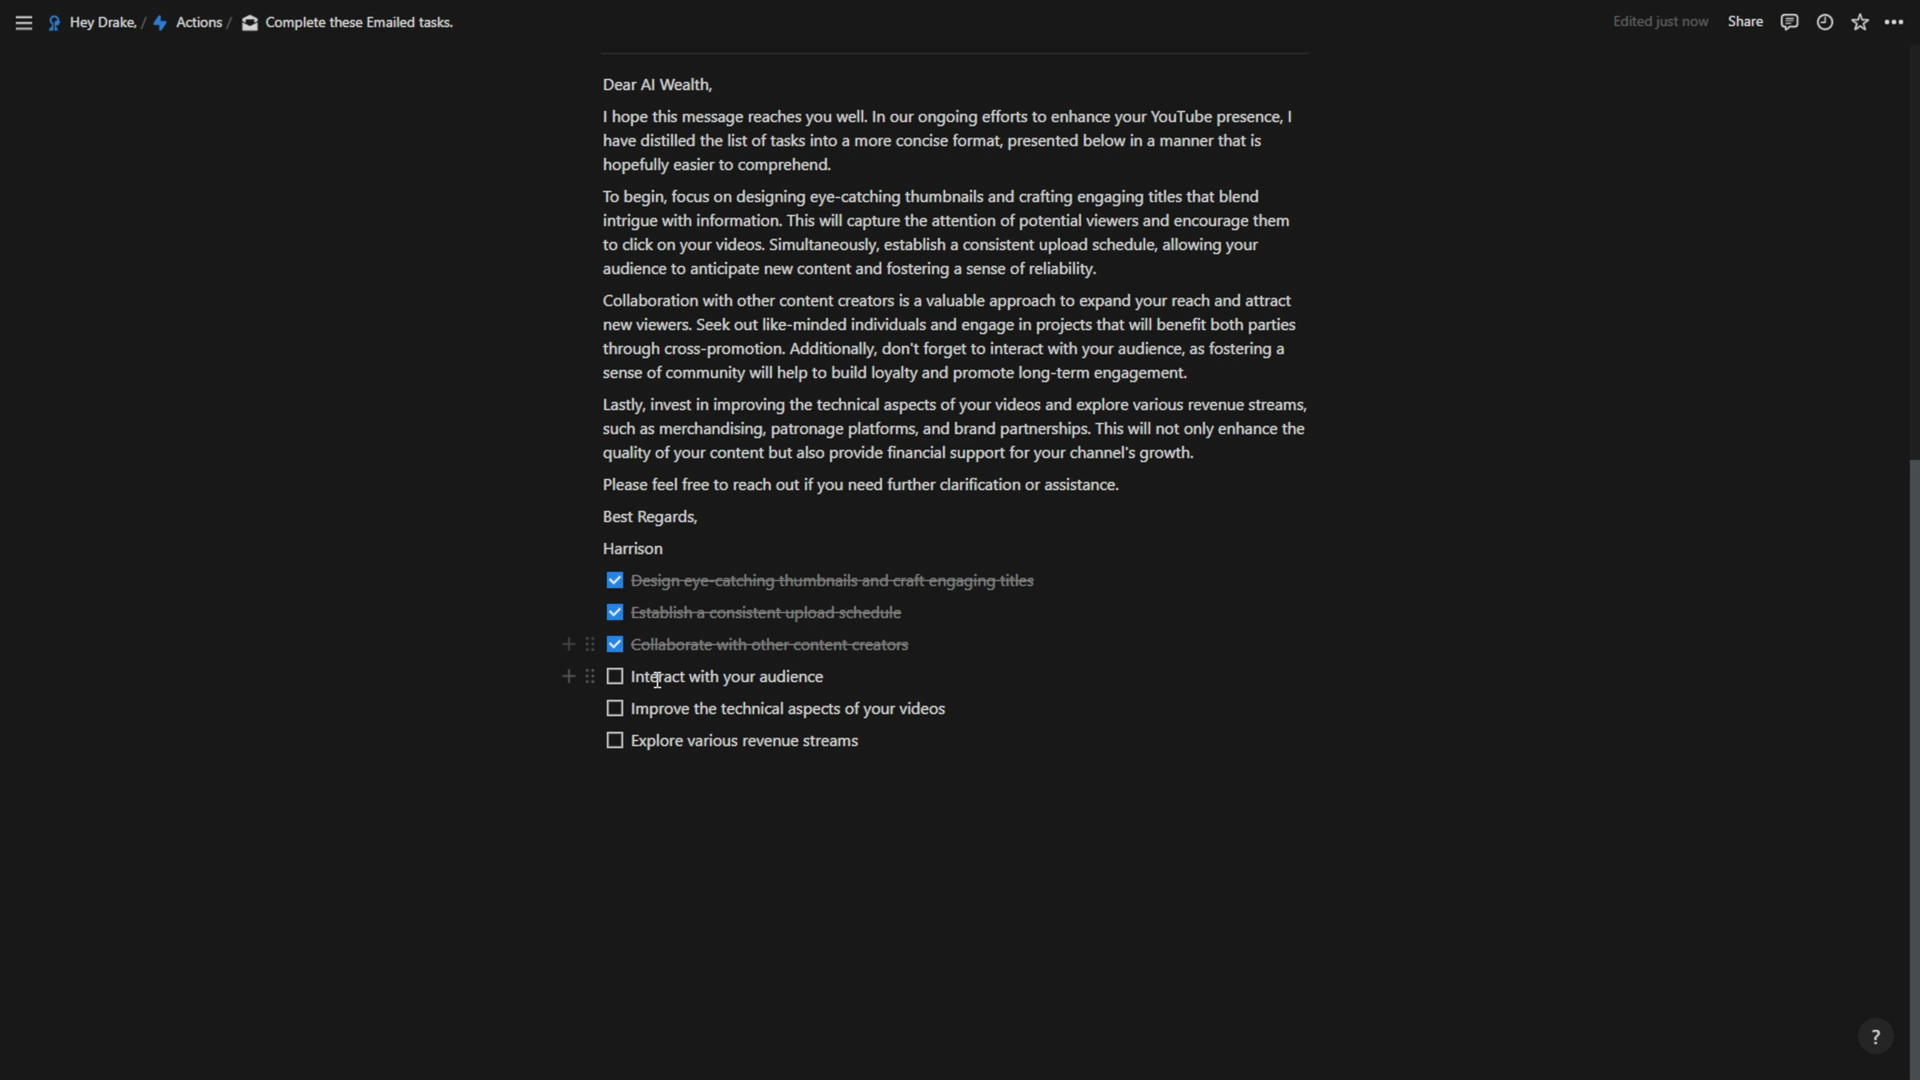 Hey Drake, / Actions / Complete these Emailed tasks.
Edited just now Share
Dear AI Wealth,
I hope this message reaches you well. In our ongoing efforts to enhance your YouTube presence, I
have distilled the list of tasks into a more concise format, presented below in a manner that is
hopefully easier to comprehend.
To begin, focus on designing eye-catching thumbnails and crafting engaging titles that blend
intrigue with information. This will capture the attention of potential viewers and encourage them
to click on your videos. Simultaneously, establish a consistent upload schedule, allowing your
audience to anticipate new content and fostering a sense of reliability.
Collaboration with other content creators is a valuable approach to expand your reach and attract
new viewers. Seek out like-minded individuals and engage in projects that will benefit both parties
through cross-promotion. Additionally, don't forget to interact with your audience, as fostering a
sense of community will help to build loyalty and promote long-term engagement.
Lastly, invest in improving the technical aspects of your videos and explore various revenue streams,
such as merchandising, patronage platforms, and brand partnerships. This will not only enhance the
quality of your content but also provide financial support for your channel's growth.
Please feel free to reach out if you need further clarification or assistance.
Best Regards,
Harrison
Design eye-catching thumbnails and craft engaging titles
Establish a consistent upload schedule
Collaborate with other content creators
Interact with your audience
Improve the technical aspects of your videos
Explore various revenue streams
?